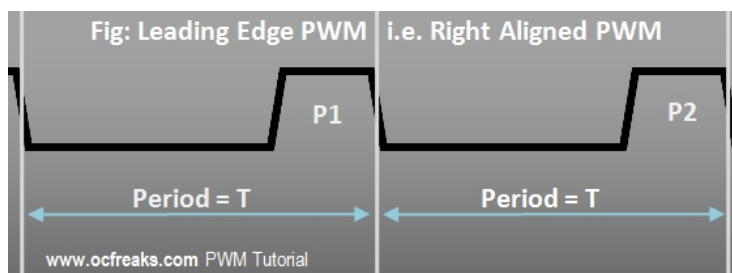 Fig: Leading Edge PWM i.e. Right Aligned PWM
P1
P2
Period = T
Period = T
www.ocfreaks.com PWM Tutorial